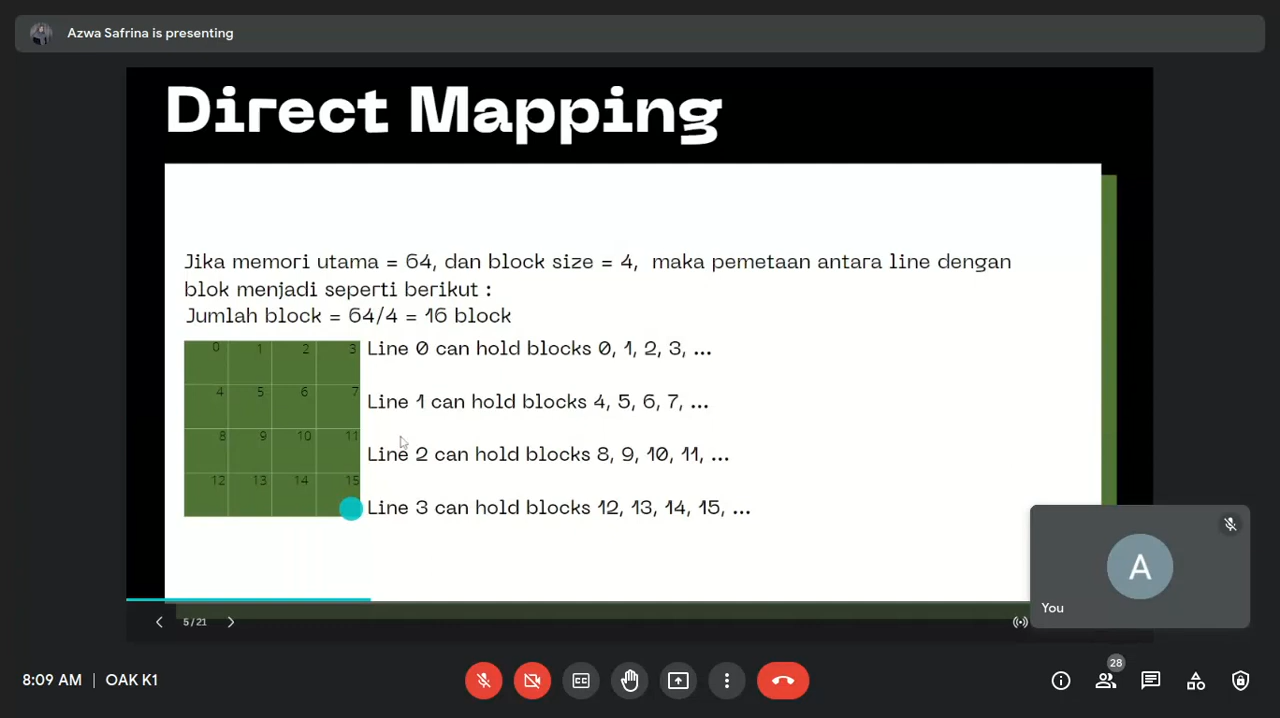 Azwa Safrina is presenting
Direct Mapping
Jika memori utama = 64, dan block size = 4, maka pemetaan antara line dengan
blok menjadi seperti berikut :
Jumlah block = 64/4 = 16 block
0 1 2 3 Line 0 can hold blocks 0, 1, 2, 3, ...
4 5 6 7 Line 1 can hold blocks 4, 5, 6, 7, ...
8 9 10 11 Line 2 can hold blocks 8, 9, 10, 11, ...
12 13 14 15 Line 3 can hold blocks 12, 13, 14, 15, ...
A
You
5 / 21
8:09 AM | OAK K1
28